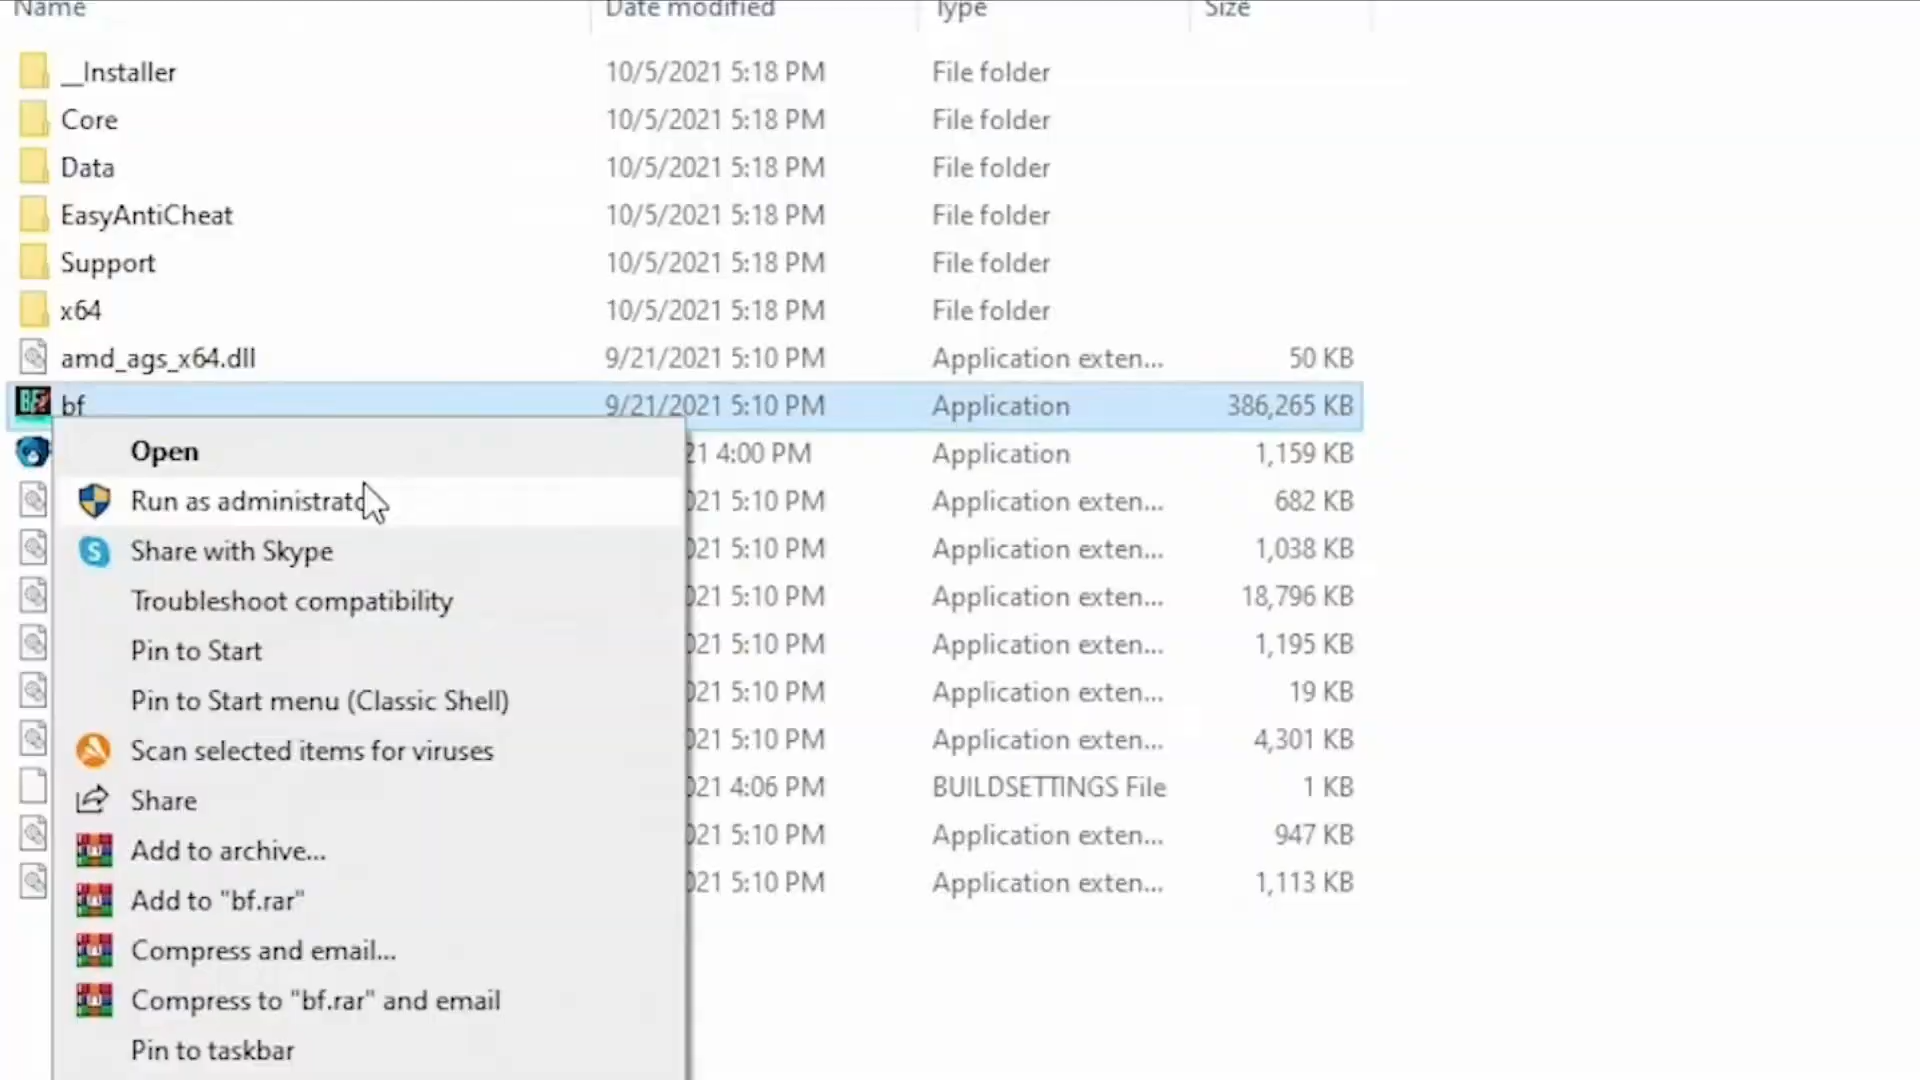 Name Date modified Type Size
__Installer 10/5/2021 5:18 PM File folder
Core 10/5/2021 5:18 PM File folder
Data 10/5/2021 5:18 PM File folder
EasyAntiCheat 10/5/2021 5:18 PM File folder
Support 10/5/2021 5:18 PM File folder
x64 10/5/2021 5:18 PM File folder
amd_ags_x64.dll 9/21/2021 5:10 PM Application exten... 50 KB
bf 9/21/2021 5:10 PM Application 386,265 KB
Open
21 4:00 PM Application 1,159 KB
Run as administrato
021 5:10 PM Application exten... 682 KB
Share with Skype
021 5:10 PM Application exten... 1,038 KB
Troubleshoot compatibility
021 5:10 PM Application exten... 18,796 KB
Pin to Start
021 5:10 PM Application exten... 1,195 KB
Pin to Start menu (Classic Shell)
021 5:10 PM Application exten... 19 KB
Scan selected items for viruses
021 5:10 PM Application exten... 4,301 KB
Share
021 4:06 PM BUILDSETTINGS File 1 KB
Add to archive...
021 5:10 PM Application exten... 947 KB
Add to "bf.rar"
021 5:10 PM Application exten... 1,113 KB
Compress and email...
Compress to "bf.rar" and email
Pin to taskbar